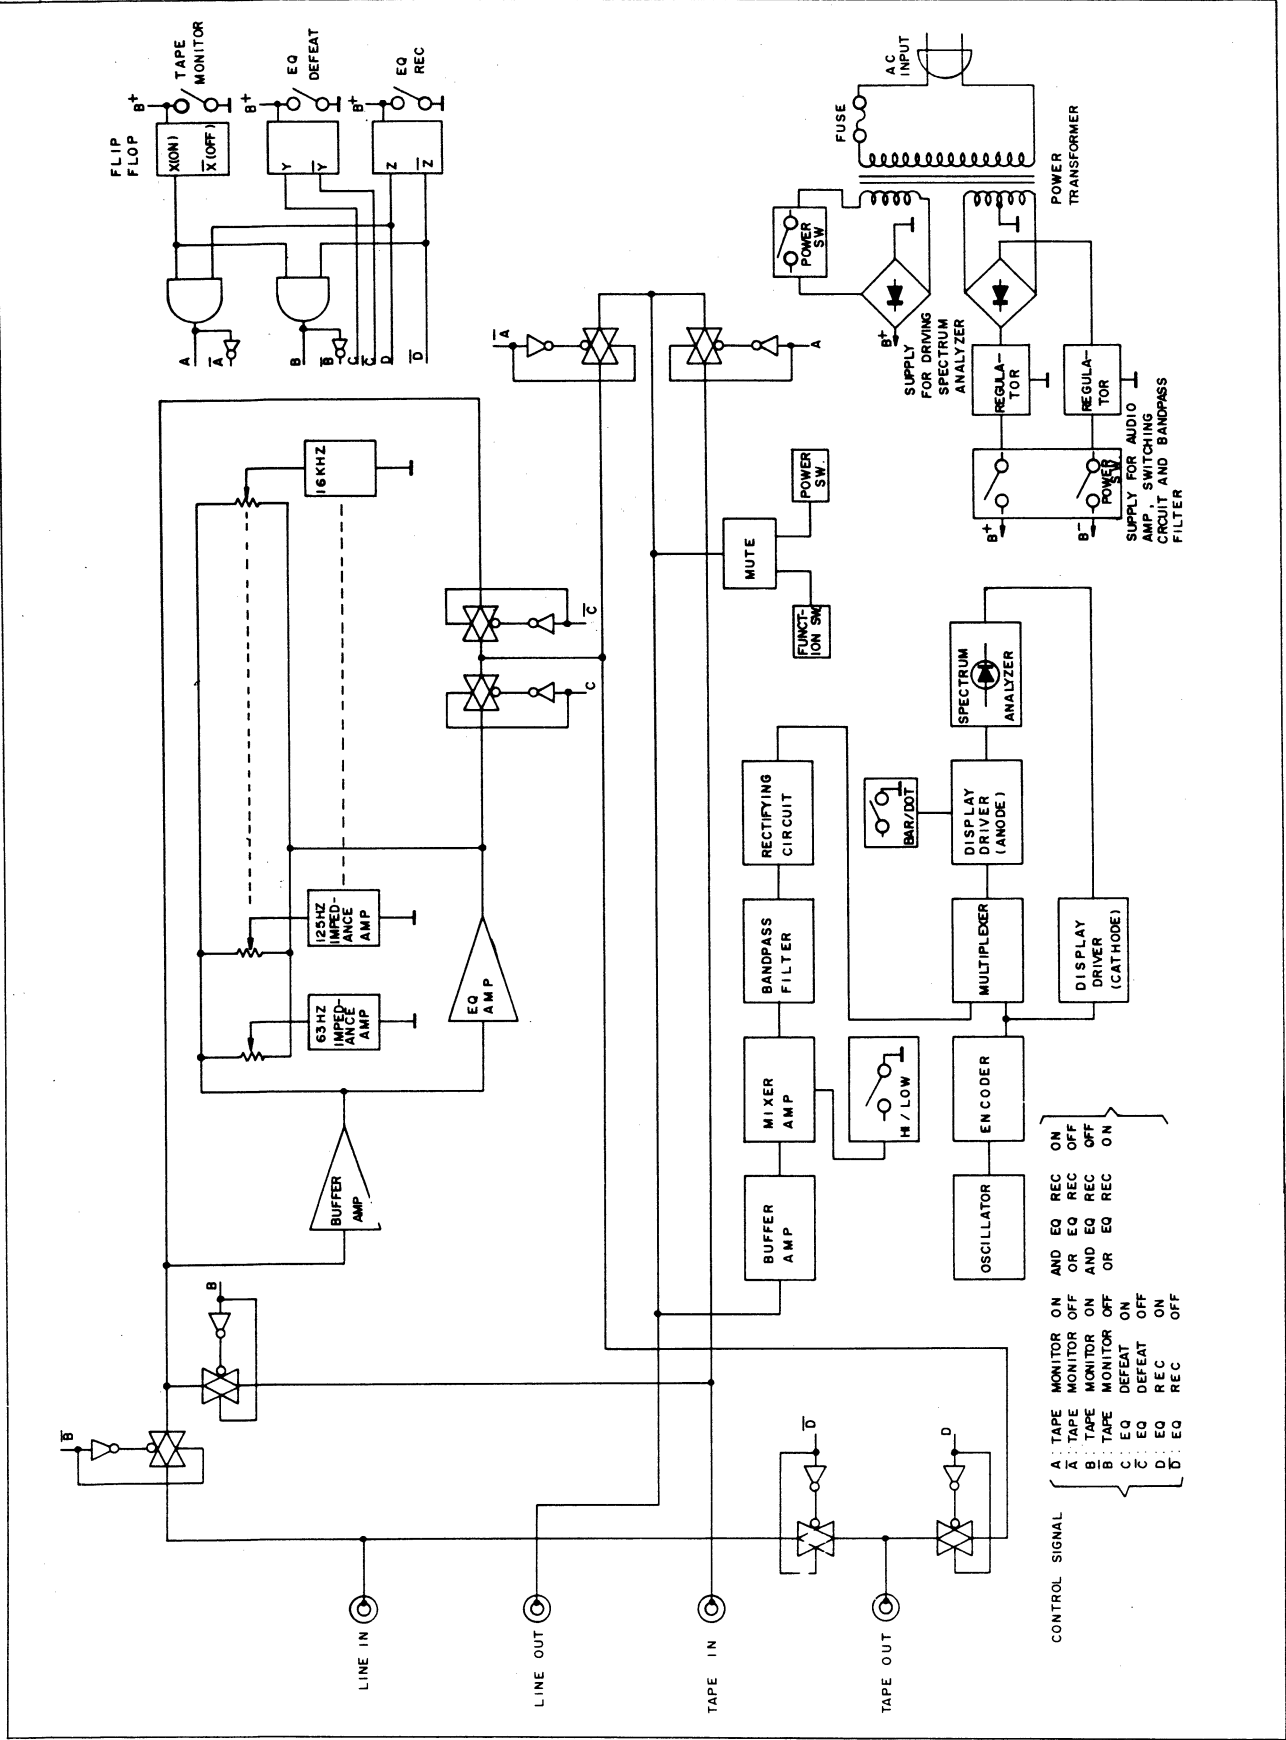 FLIP
FLOP
X(ON)
X̅(OFF)
B+
TAPE
MONITOR
Y
Y̅
B+
EQ
DEFEAT
Z
Z̅
B+
EQ
REC
A
A̅
B
B̅
C
C̅
D
D̅
16KHZ
125HZ
IMPED-
ANCE
AMP
63HZ
IMPED-
ANCE
AMP
EQ
AMP
BUFFER
AMP
C̅
C
A̅
A
B̅
B
D̅
D
LINE IN
LINE OUT
TAPE IN
TAPE OUT
MUTE
POWER
SW.
FUNCT-
ION SW.
BUFFER
AMP
MIXER
AMP
BANDPASS
FILTER
RECTIFYING
CIRCUIT
HI / LOW
OSCILLATOR
ENCODER
MULTIPLEXER
DISPLAY
DRIVER
(ANODE)
BAR/DOT
SPECTRUM
ANALYZER
DISPLAY
DRIVER
(CATHODE)
AC
INPUT
FUSE
POWER
TRANSFORMER
POWER
SW
B+
SUPPLY
FOR DRIVING
SPECTRUM
ANALYZER
REGULA-
TOR
REGULA-
TOR
POWER
SW.
B+
B-
SUPPLY FOR AUDIO
AMP, SWITCHING
CRCUIT AND BANDPASS
FILTER
CONTROL SIGNAL
A : TAPE MONITOR ON AND EQ REC ON
A̅ : TAPE MONITOR OFF OR EQ REC OFF
B : TAPE MONITOR ON AND EQ REC OFF
B̅ : TAPE MONITOR OFF OR EQ REC ON
C : EQ DEFEAT ON
C̅ : EQ DEFEAT OFF
D : EQ REC ON
D̅ : EQ REC OFF